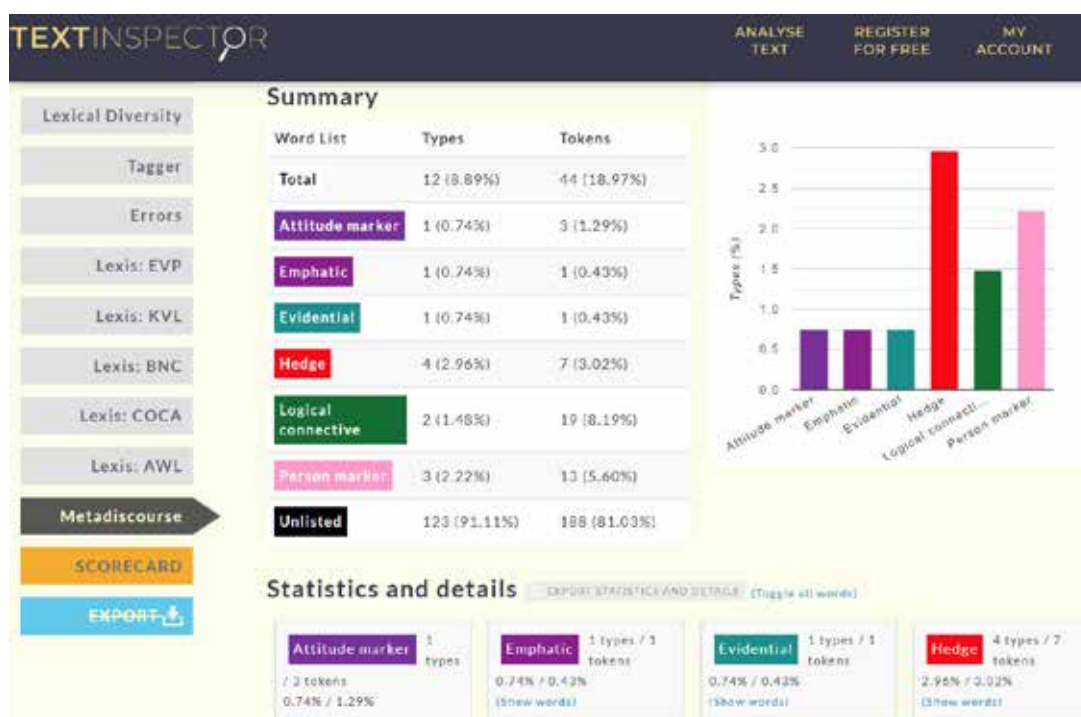 TEXTINSPECTOR
ANALYSE TEXT
REGISTER FOR FREE
MY ACCOUNT
Lexical Diversity
Tagger
Errors
Lexis: EVP
Lexis: KVL
Lexis: BNC
Lexis: COCA
Lexis: AWL
Metadiscourse
SCORECARD
EXPORT
Summary
Word List Types Tokens
Total 12 (8.89%) 44 (18.97%)
Attitude marker 1 (0.74%) 3 (1.29%)
Emphatic 1 (0.74%) 1 (0.43%)
Evidential 1 (0.74%) 1 (0.43%)
Hedge 4 (2.96%) 7 (3.02%)
Logical
connective 2 (1.48%) 19 (8.19%)
Person marker 3 (2.22%) 13 (5.60%)
Unlisted 123 (91.11%) 188 (81.03%)
Types (%)
3.0
2.5
2.0
1.5
1.0
0.5
0.0
Attitude marker
Emphatic
Evidential
Hedge
Logical connecti...
Person marker
Statistics and details EXPORT STATISTICS AND DETAILS (Toggle all words)
Attitude marker 1
types
/ 3 tokens
0.74% / 1.29%
Emphatic 1 types / 1
tokens
0.74% / 0.43%
(Show words)
Evidential 1 types / 1
tokens
0.74% / 0.43%
(Show words)
Hedge 4 types / 7
tokens
2.96% / 3.02%
(Show words)